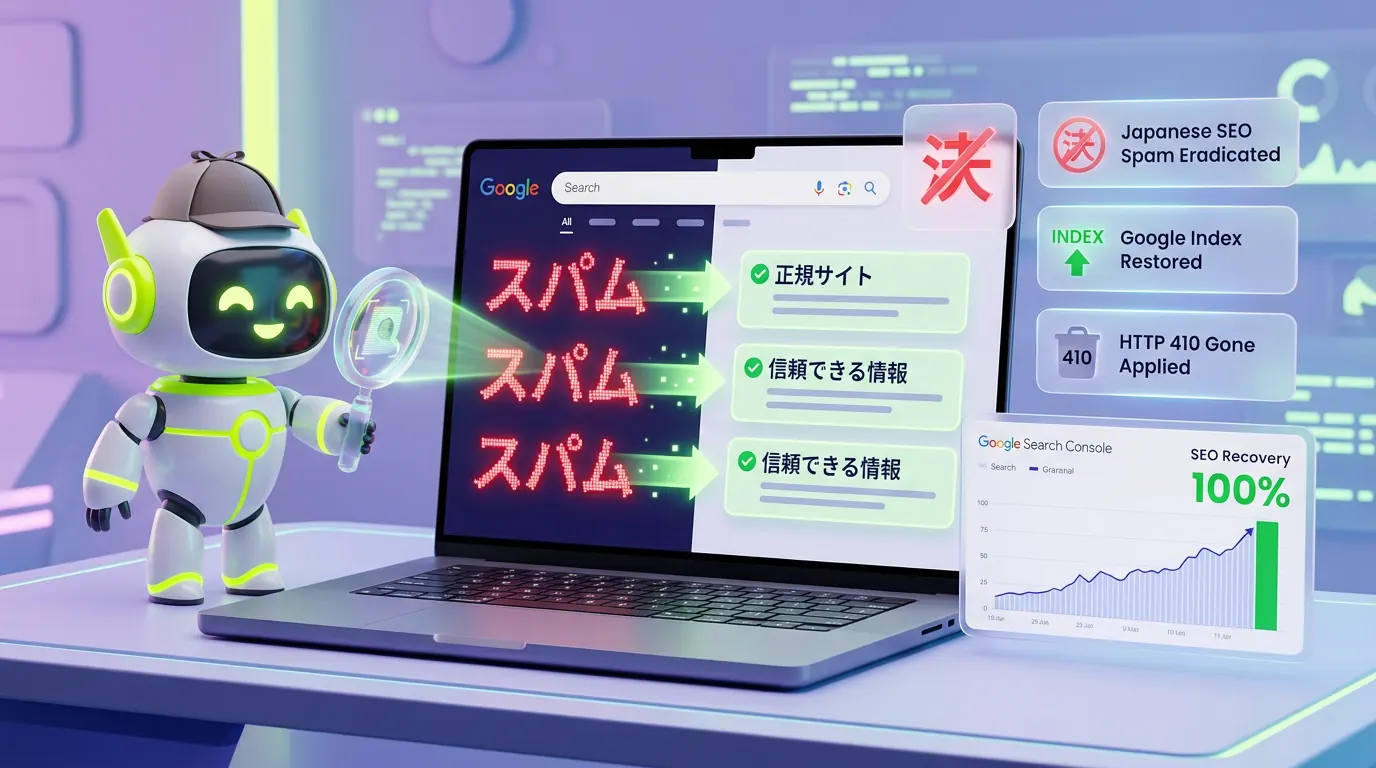 Google
Search
All
スパム
スパム
スパム
正規サイト
信頼できる情報
信頼できる情報
決
決
Japanese SEO
Spam Eradicated
INDEX
Google Index
Restored
410
HTTP 410 Gone
Applied
Google Search Console
SEO Recovery
100%
Search
Graranal
100
75
50
25
0